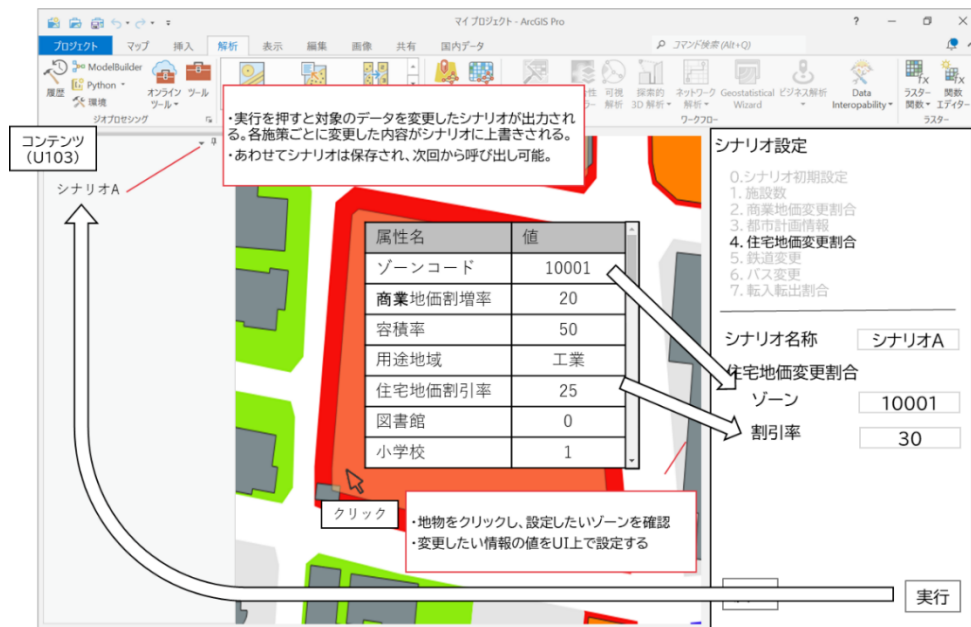 マイ プロジェクト - ArcGIS Pro
プロジェクト マップ 挿入 解析 表示 編集 画像 共有 国内データ
コマンド検索 (Alt+Q)
履歴
ModelBuilder
Python
環境
オンライン ツール
ツール
ジオプロセシング
可視 解析
探索的 3D 解析
ネットワーク 解析
Geostatistical Wizard
ビジネス解析
Data Interoperability
ラスター 関数
関数 エディター
ワークフロー
ラスター
・実行を押すと対象のデータを変更したシナリオが出力され
る。各施策ごとに変更した内容がシナリオに上書きされる。
・あわせてシナリオは保存され、次回から呼び出し可能。
コンテンツ
(U103)
シナリオA
属性名 値
ゾーンコード 10001
商業地価割増率 20
容積率 50
用途地域 工業
住宅地価割引率 25
図書館 0
小学校 1
クリック
・地物をクリックし、設定したいゾーンを確認
・変更したい情報の値をUI上で設定する
シナリオ設定
0.シナリオ初期設定
1. 施設数
2. 商業地価変更割合
3. 都市計画情報
4. 住宅地価変更割合
5. 鉄道変更
6. バス変更
7. 転入転出割合
シナリオ名称 シナリオA
住宅地価変更割合
ゾーン 10001
割引率 30
実行